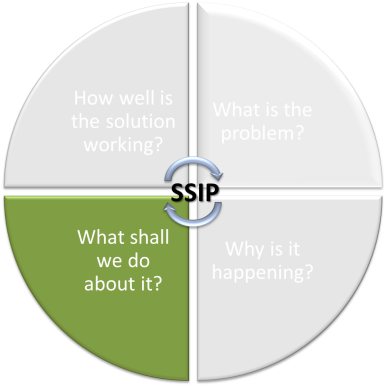 How well is
the solution
working?
What is the
problem?
SSIP
What shall
we do
about it?
Why is it
happening?